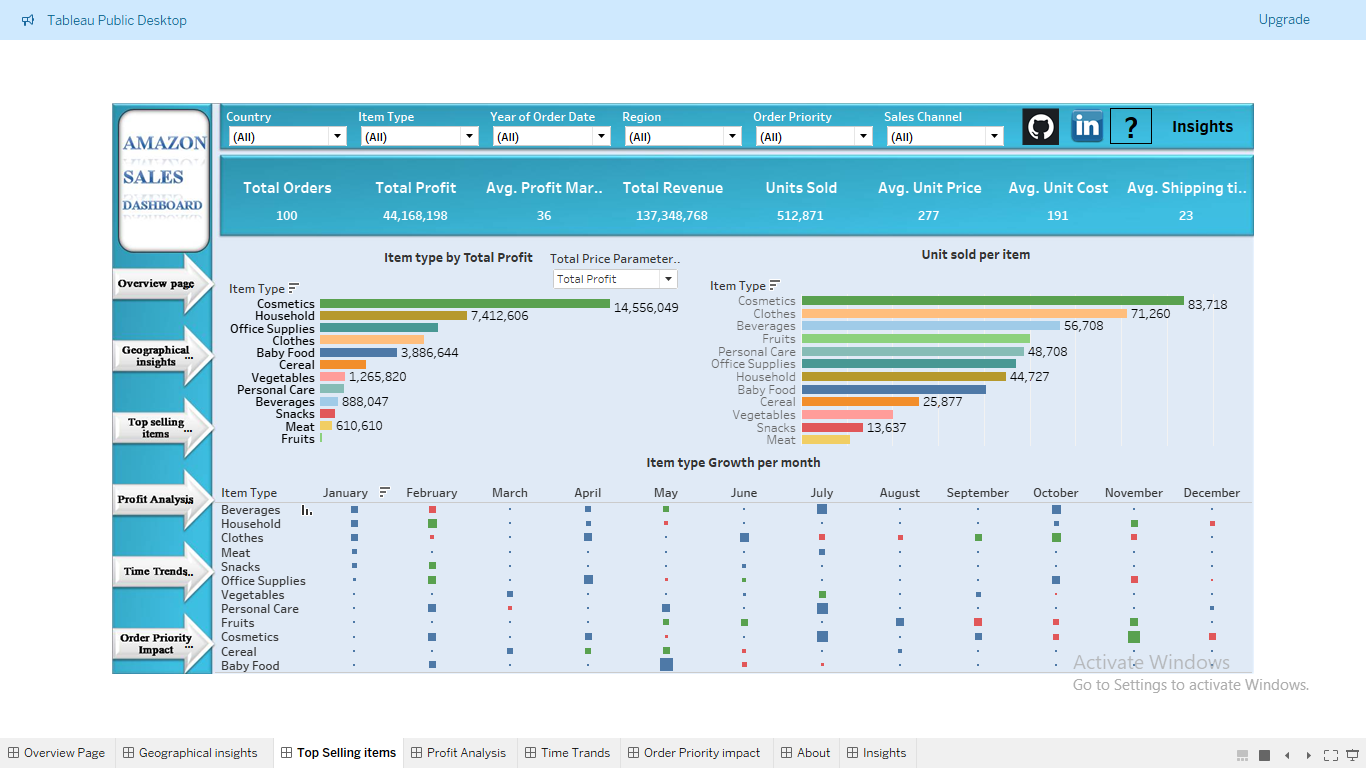 Tableau Public Desktop
Upgrade
AMAZON
SALES
DASHBOARD
Country
Item Type
Year of Order Date
Region
Order Priority
Sales Channel
(All)
(All)
(All)
(All)
(All)
(All)
in
?
Insights
Total Orders
Total Profit
Avg. Profit Mar..
Total Revenue
Units Sold
Avg. Unit Price
Avg. Unit Cost
Avg. Shipping ti..
100
44,168,198
36
137,348,768
512,871
277
191
23
Overview page
Geographical ...
insights
Top selling ...
items
Profit Analysis
Time Trends..
Order Priority ...
Impact
Item type by Total Profit
Total Price Parameter..
Total Profit
Item Type
Cosmetics 14,556,049
Household 7,412,606
Office Supplies
Clothes
Baby Food 3,886,644
Cereal
Vegetables 1,265,820
Personal Care
Beverages 888,047
Snacks
Meat 610,610
Fruits
Unit sold per item
Item Type
Cosmetics 83,718
Clothes 71,260
Beverages 56,708
Fruits
Personal Care 48,708
Office Supplies
Household 44,727
Baby Food
Cereal 25,877
Vegetables
Snacks 13,637
Meat
Item type Growth per month
Item Type January February March April May June July August September October November December
Beverages
Household
Clothes
Meat
Snacks
Office Supplies
Vegetables
Personal Care
Fruits
Cosmetics
Cereal
Baby Food
Activate Windows
Go to Settings to activate Windows.
Overview Page
Geographical insights
Top Selling items
Profit Analysis
Time Trands
Order Priority impact
About
Insights